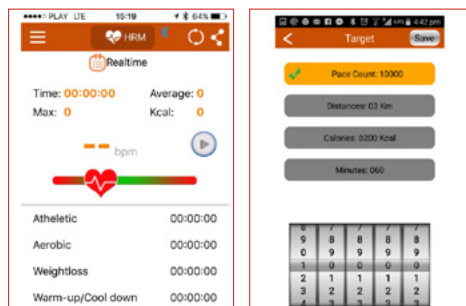 PLAY LTE 15:19 64%
HRM
Realtime
Time: 00:00:00 Average: 0
Max: 0 Kcal: 0
-- bpm
Atheletic 00:00:00
Aerobic 00:00:00
Weightloss 00:00:00
Warm-up/Cool down 00:00:00
4:42 pm
Target Save
Pace Count: 10000
Distances: 03 Km
Calories: 0200 Kcal
Minutes: 060
9 8 8 8 8
0 9 9 9 9
1 0 0 0 0
2 1 1 1 1
3 2 2 2 2